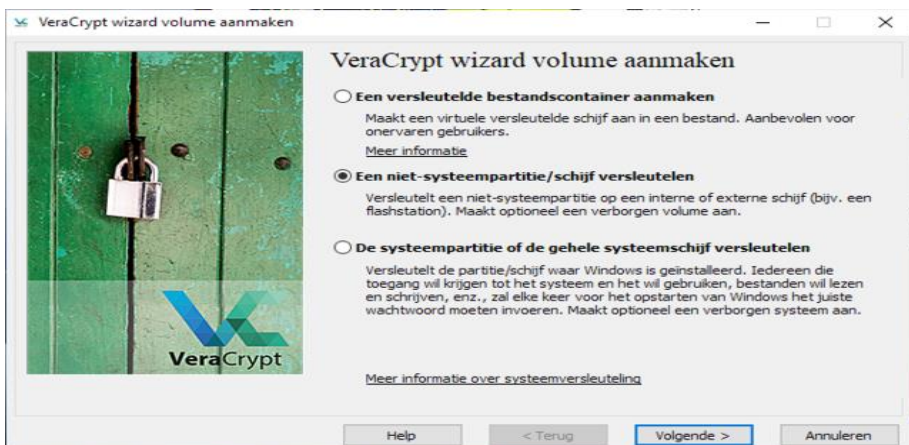 VeraCrypt wizard volume aanmaken
VeraCrypt wizard volume aanmaken
Een versleutelde bestandscontainer aanmaken
Maakt een virtuele versleutelde schijf aan in een bestand. Aanbevolen voor
onervaren gebruikers.
Meer informatie
Een niet-systeempartitie/schijf versleutelen
Versleutelt een niet-systeempartitie op een interne of externe schijf (bijv. een
flashstation). Maakt optioneel een verborgen volume aan.
De systeempartitie of de gehele systeemschijf versleutelen
Versleutelt de partitie/schijf waar Windows is geïnstalleerd. Iedereen die
toegang wil krijgen tot het systeem en het wil gebruiken, bestanden wil lezen
en schrijven, enz., zal elke keer voor het opstarten van Windows het juiste
wachtwoord moeten invoeren. Maakt optioneel een verborgen systeem aan.
VeraCrypt
Meer informatie over systeemversleuteling
Help
< Terug
Volgende >
Annuleren